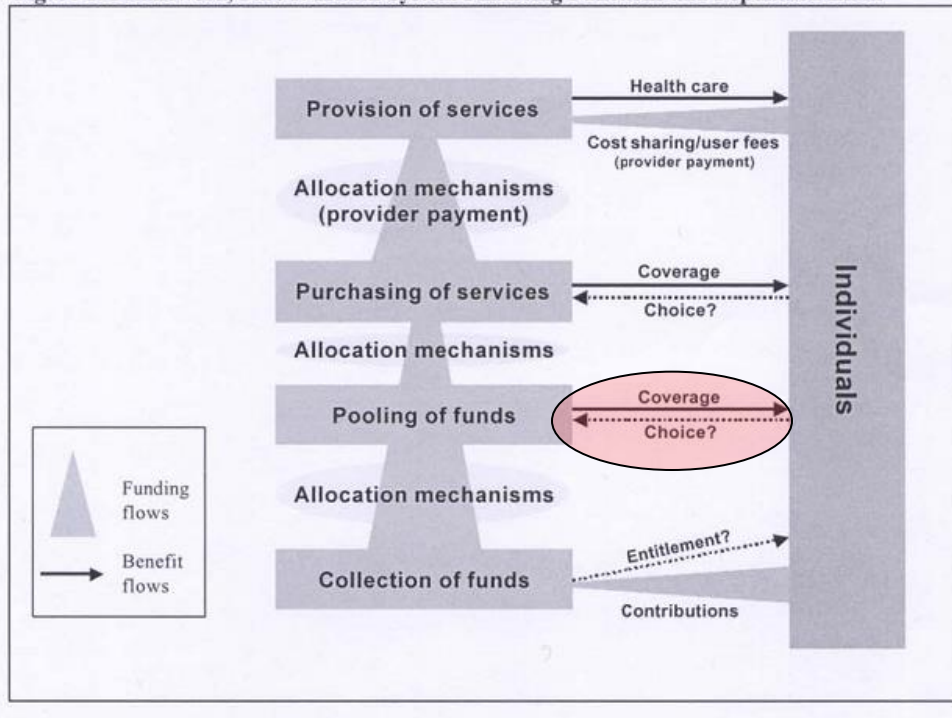 Provision of services
Health care
Cost sharing/user fees
(provider payment)
Allocation mechanisms
(provider payment)
Purchasing of services
Coverage
Choice?
Allocation mechanisms
Pooling of funds
Coverage
Choice?
Allocation mechanisms
Collection of funds
Entitlement?
Contributions
Individuals
Funding
flows
Benefit
flows